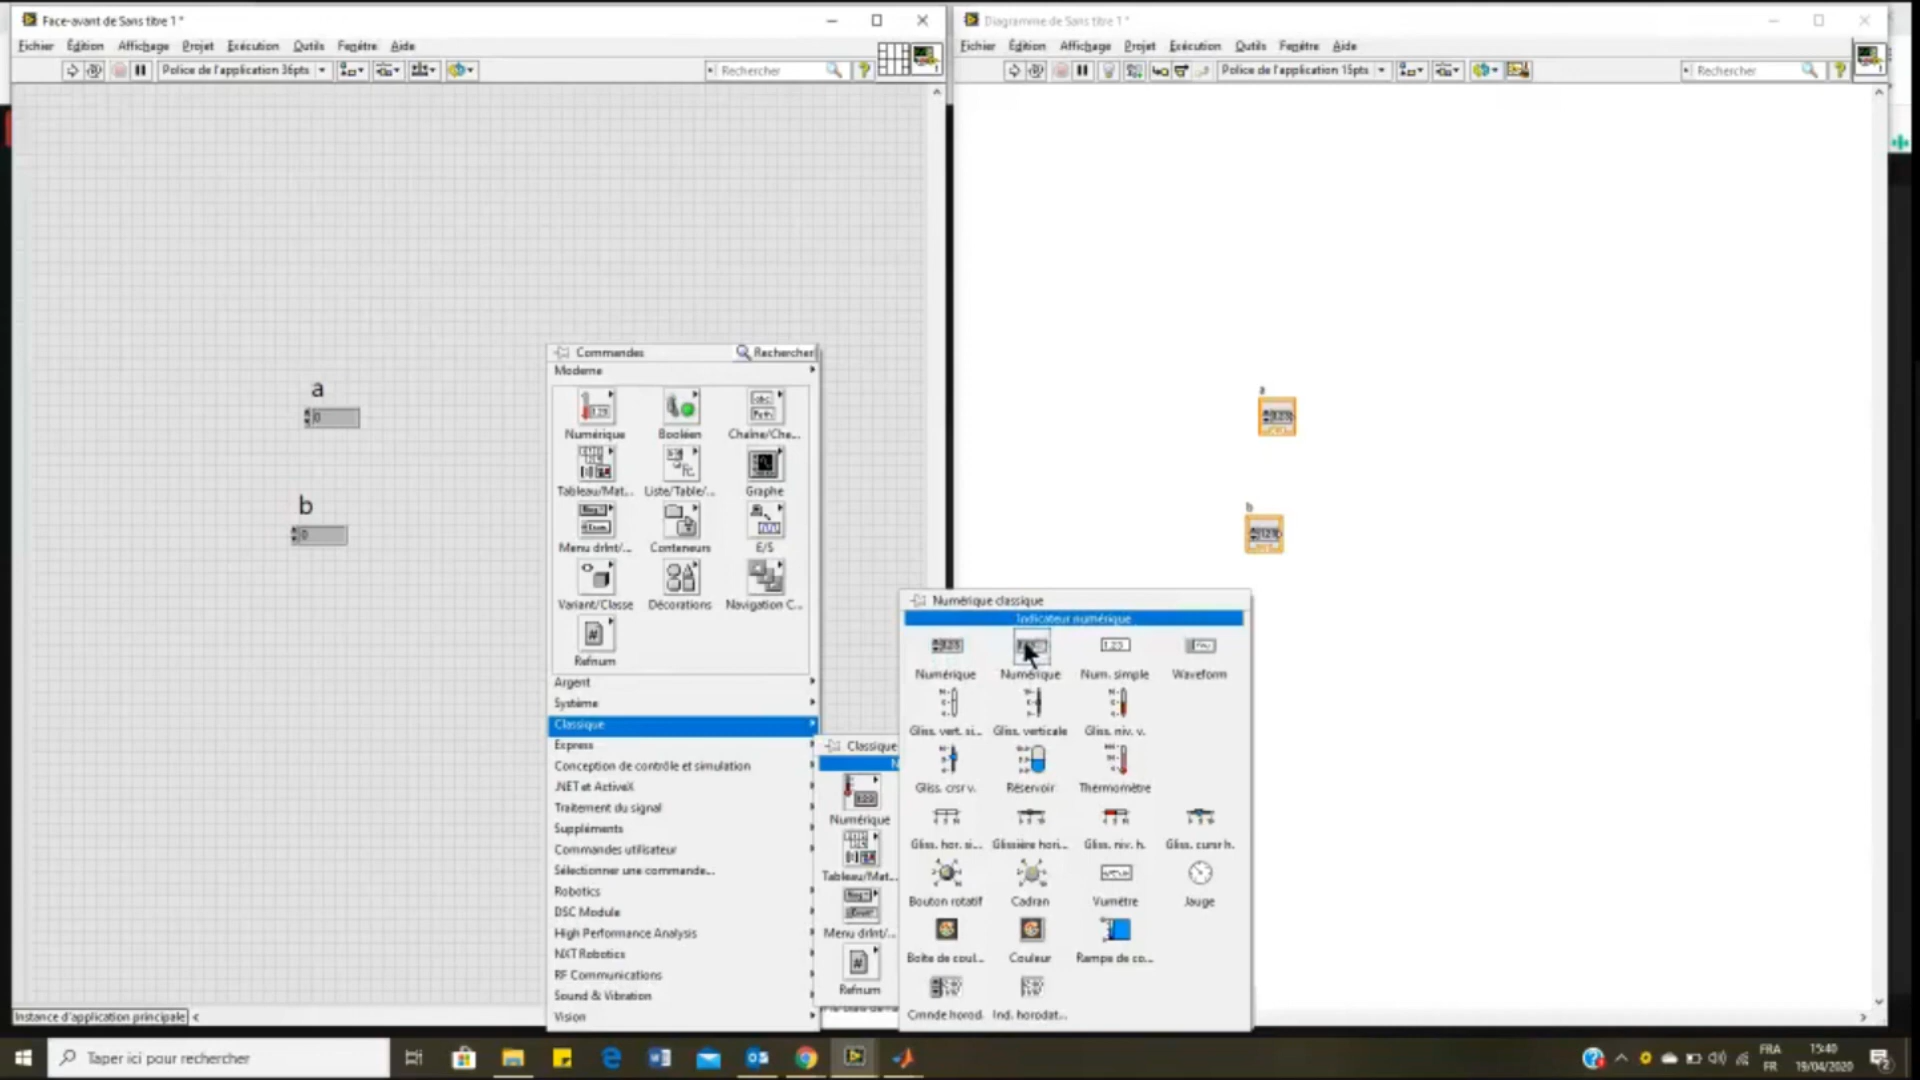 Face-avant de Sans titre 1 *
Fichier Édition Affichage Projet Exécution Outils Fenêtre Aide
Police de l'application 36pts
Rechercher
a
0
b
0
Instance d'application principale
Diagramme de Sans titre 1 *
Fichier Édition Affichage Projet Exécution Outils Fenêtre Aide
Police de l'application 15pts
Rechercher
a
b
Commandes Rechercher
Moderne
Numérique Booléen Chaîne/Che...
Tableau/Mat... Liste/Table/... Graphe
Menu drInt/... Conteneurs E/S
Variant/Classe Décorations Navigation C...
Refnum
Argent
Système
Classique
Express
Conception de contrôle et simulation
.NET et ActiveX
Traitement du signal
Suppléments
Commandes utilisateur
Sélectionner une commande...
Robotics
DSC Module
High Performance Analysis
NXT Robotics
RF Communications
Sound & Vibration
Vision
Classique
N
Numérique
Tableau/Mat...
Menu drInt/...
Refnum
Numérique classique
Indicateur numérique
Numérique Numérique Num. simple Waveform
Gliss. vert. si... Gliss. verticale Gliss. niv. v.
Gliss. crsr v. Réservoir Thermomètre
Gliss. hor. si... Glissière hori... Gliss. niv. h. Gliss. cursr h.
Bouton rotatif Cadran Vumètre Jauge
Boîte de coul... Couleur Rampe de co...
Cmnde horod. Ind. horodat...
Taper ici pour rechercher
FRA
FR
15:40
19/04/2020